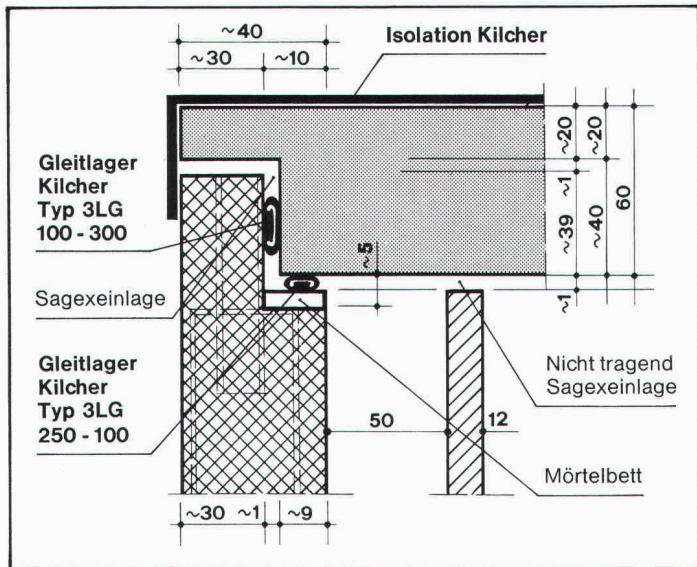 ~40
Isolation Kilcher
~30
~10
Gleitlager
Kilcher
Typ 3LG
100 - 300
~20
~20
~1
60
~39
~40
~5
~1
Sagexeinlage
Gleitlager
Kilcher
Typ 3LG
250 - 100
Nicht tragend
Sagexeinlage
50
12
Mörtelbett
~30
~1
~9